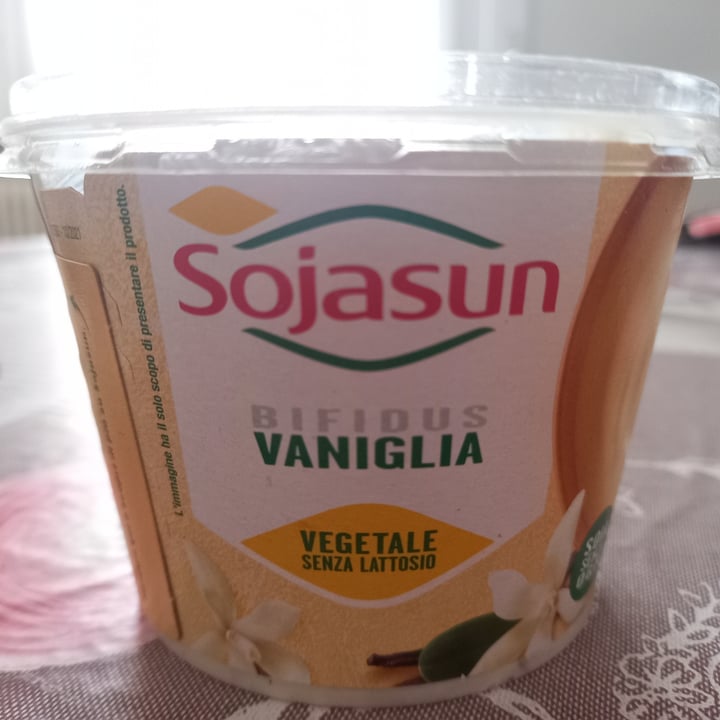 Sojasun
BIFIDUS
VANIGLIA
VEGETALE
SENZA LATTOSIO
L'immagine ha il solo scopo di presentare il prodotto.